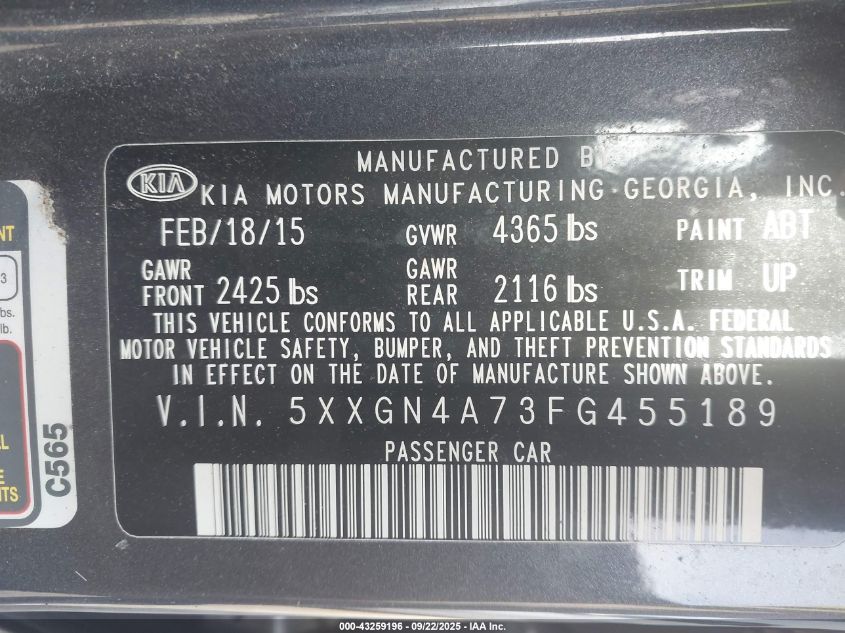 KIA
MANUFACTURED
KIA MOTORS MANUFACTURING GEORGIA, INC.
FEB/18/15 GVWR 4365 lbs PAINT ABT
GAWR FRONT 2425 lbs GAWR REAR 2116 lbs TRIM UP
THIS VEHICLE CONFORMS TO ALL APPLICABLE U.S.A. FEDERAL
MOTOR VEHICLE SAFETY, BUMPER, AND THEFT PREVENTION STANDARDS
IN EFFECT ON THE DATE OF MANUFACTURE SHOWN ABOVE.
V.I.N. 5XXGN4A73FG455189
PASSENGER CAR
C565
000-43259196 - 09/22/2025 - IAA Inc.